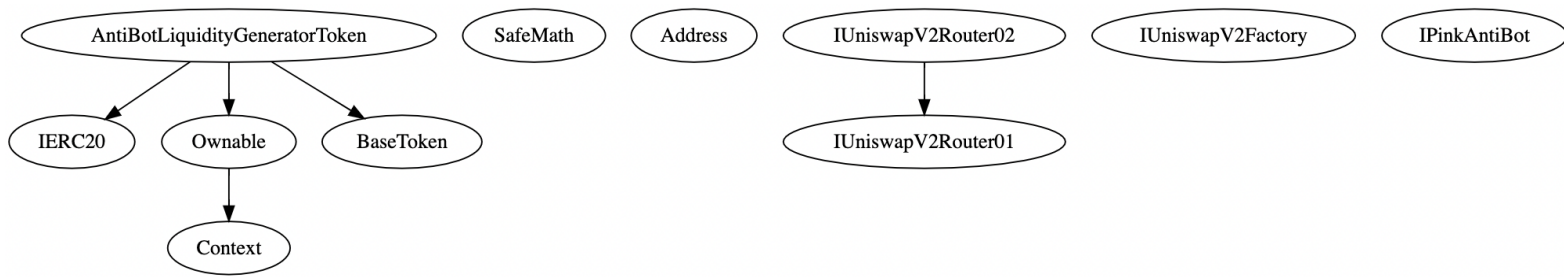 AntiBotLiquidityGeneratorToken
SafeMath
Address
IUniswapV2Router02
IUniswapV2Factory
IPinkAntiBot
IERC20
Ownable
BaseToken
IUniswapV2Router01
Context